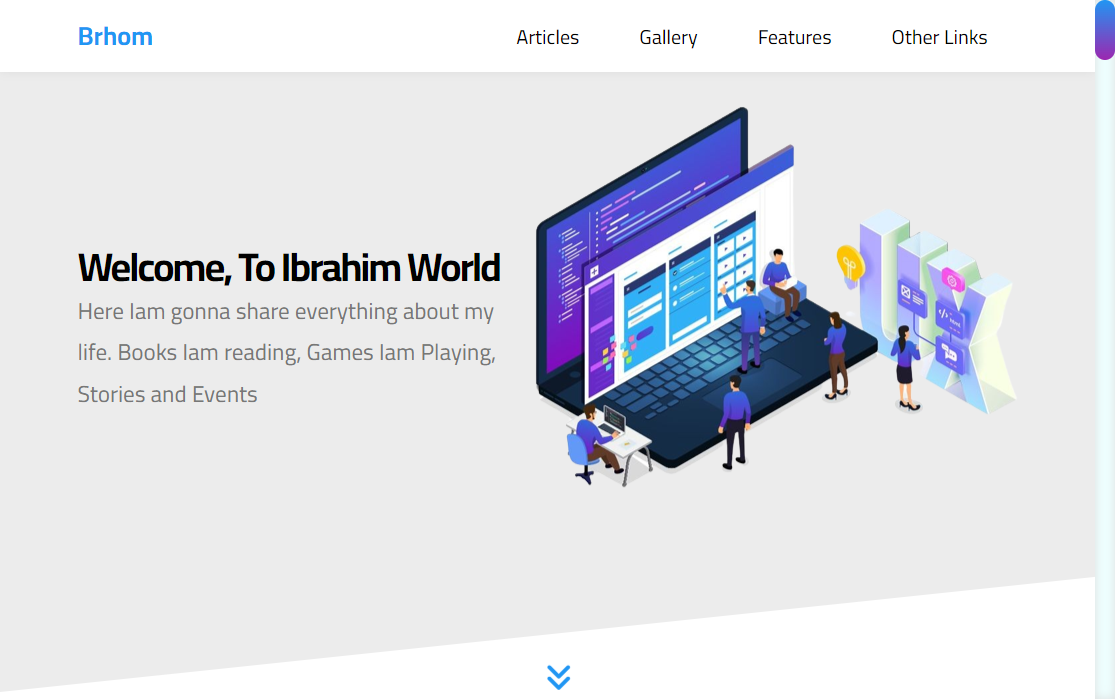 Brhom
Articles
Gallery
Features
Other Links
Welcome, To Ibrahim World
Here Iam gonna share everything about my
life. Books Iam reading, Games Iam Playing,
Stories and Events
UX